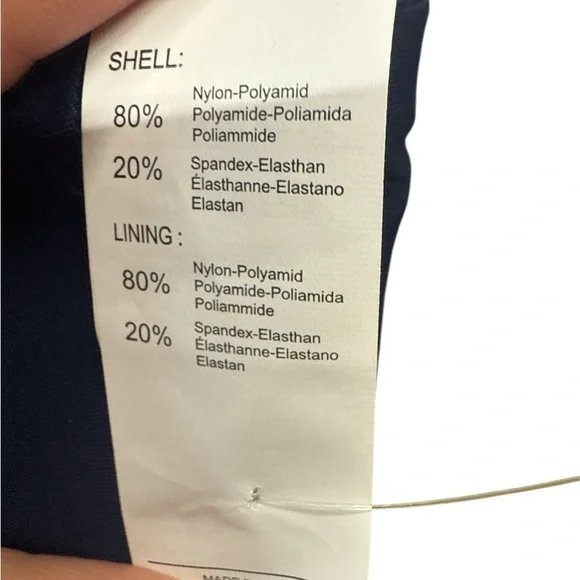 SHELL:
80% Nylon-Polyamid
Polyamide-Poliamida
Poliammide
20% Spandex-Elasthan
Élasthanne-Elastano
Elastan
LINING :
80% Nylon-Polyamid
Polyamide-Poliamida
Poliammide
20% Spandex-Elasthan
Élasthanne-Elastano
Elastan
MADE